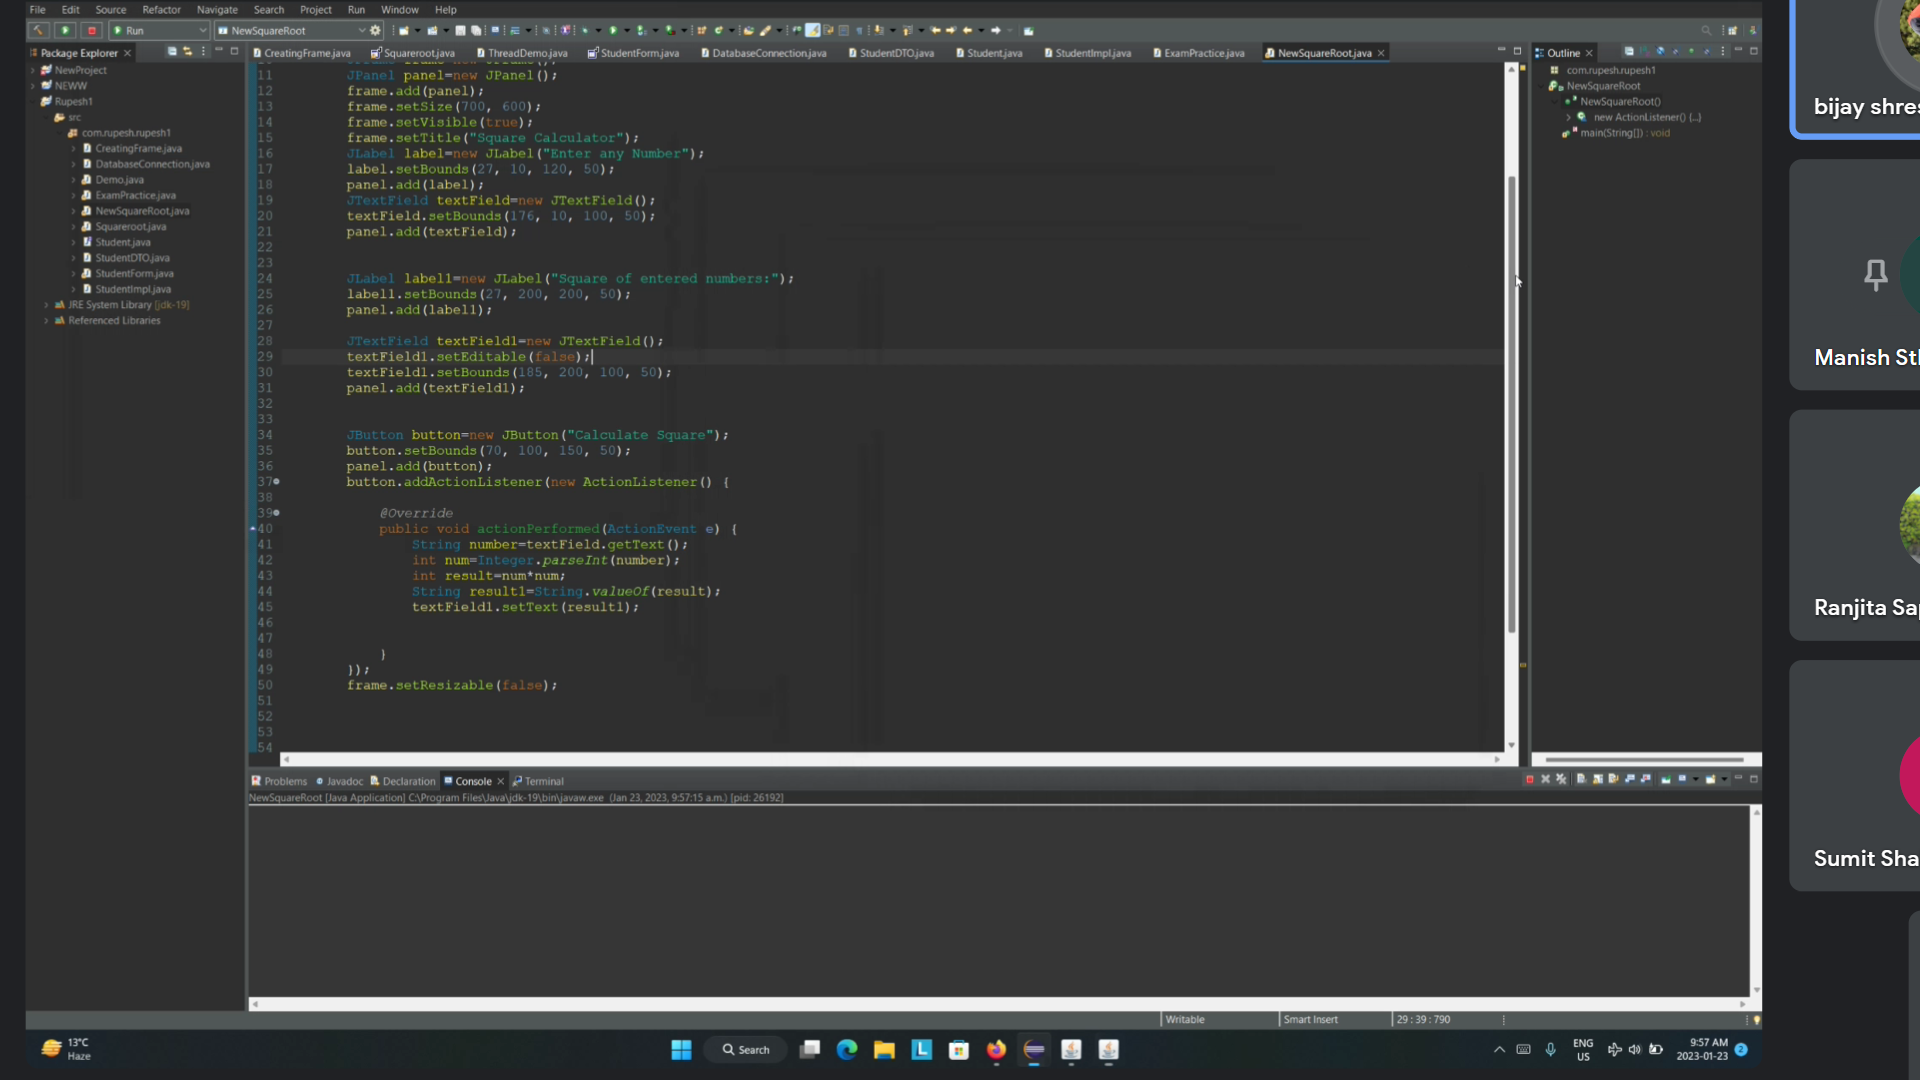 File Edit Source Refactor Navigate Search Project Run Window Help
Run NewSquareRoot
Package Explorer
NewProject
NEWW
Rupesh1
src
com.rupesh.rupesh1
CreatingFrame.java
DatabaseConnection.java
Demo.java
ExamPractice.java
NewSquareRoot.java
Squareroot.java
Student.java
StudentDTO.java
StudentForm.java
StudentImpl.java
JRE System Library [jdk-19]
Referenced Libraries
CreatingFrame.java Squareroot.java ThreadDemo.java StudentForm.java DatabaseConnection.java StudentDTO.java Student.java StudentImpl.java ExamPractice.java NewSquareRoot.java
11 JPanel panel=new JPanel();
12 frame.add(panel);
13 frame.setSize(700, 600);
14 frame.setVisible(true);
15 frame.setTitle("Square Calculator");
16 JLabel label=new JLabel("Enter any Number");
17 label.setBounds(27, 10, 120, 50);
18 panel.add(label);
19 JTextField textField=new JTextField();
20 textField.setBounds(176, 10, 100, 50);
21 panel.add(textField);
22
23
24 JLabel label1=new JLabel("Square of entered numbers:");
25 label1.setBounds(27, 200, 200, 50);
26 panel.add(label1);
27
28 JTextField textField1=new JTextField();
29 textField1.setEditable(false);
30 textField1.setBounds(185, 200, 100, 50);
31 panel.add(textField1);
32
33
34 JButton button=new JButton("Calculate Square");
35 button.setBounds(70, 100, 150, 50);
36 panel.add(button);
37 button.addActionListener(new ActionListener() {
38
39 @Override
40 public void actionPerformed(ActionEvent e) {
41 String number=textField.getText();
42 int num=Integer.parseInt(number);
43 int result=num*num;
44 String result1=String.valueOf(result);
45 textField1.setText(result1);
46
47
48 }
49 });
50 frame.setResizable(false);
51
52
53
54
Outline
com.rupesh.rupesh1
NewSquareRoot
NewSquareRoot()
new ActionListener() {...}
main(String[]) : void
Problems Javadoc Declaration Console Terminal
NewSquareRoot [Java Application] C:\Program Files\Java\jdk-19\bin\javaw.exe (Jan 23, 2023, 9:57:15 a.m.) [pid: 26192]
Writable Smart Insert 29 : 39 : 790
13°C
Haze
Search
ENG
US
9:57 AM
2023-01-23
2
bijay shres
Manish St
Ranjita Sa
Sumit Sha